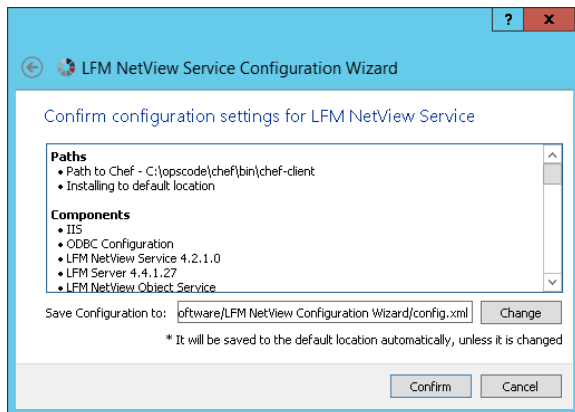 ? x
LFM NetView Service Configuration Wizard
Confirm configuration settings for LFM NetView Service
Paths
• Path to Chef - C:\opscode\chef\bin\chef-client
• Installing to default location
Components
• IIS
• ODBC Configuration
• LFM NetView Service 4.2.1.0
• LFM Server 4.4.1.27
• LFM NetView Object Service
Save Configuration to: oftware/LFM NetView Configuration Wizard/config.xml Change
* It will be saved to the default location automatically, unless it is changed
Confirm Cancel